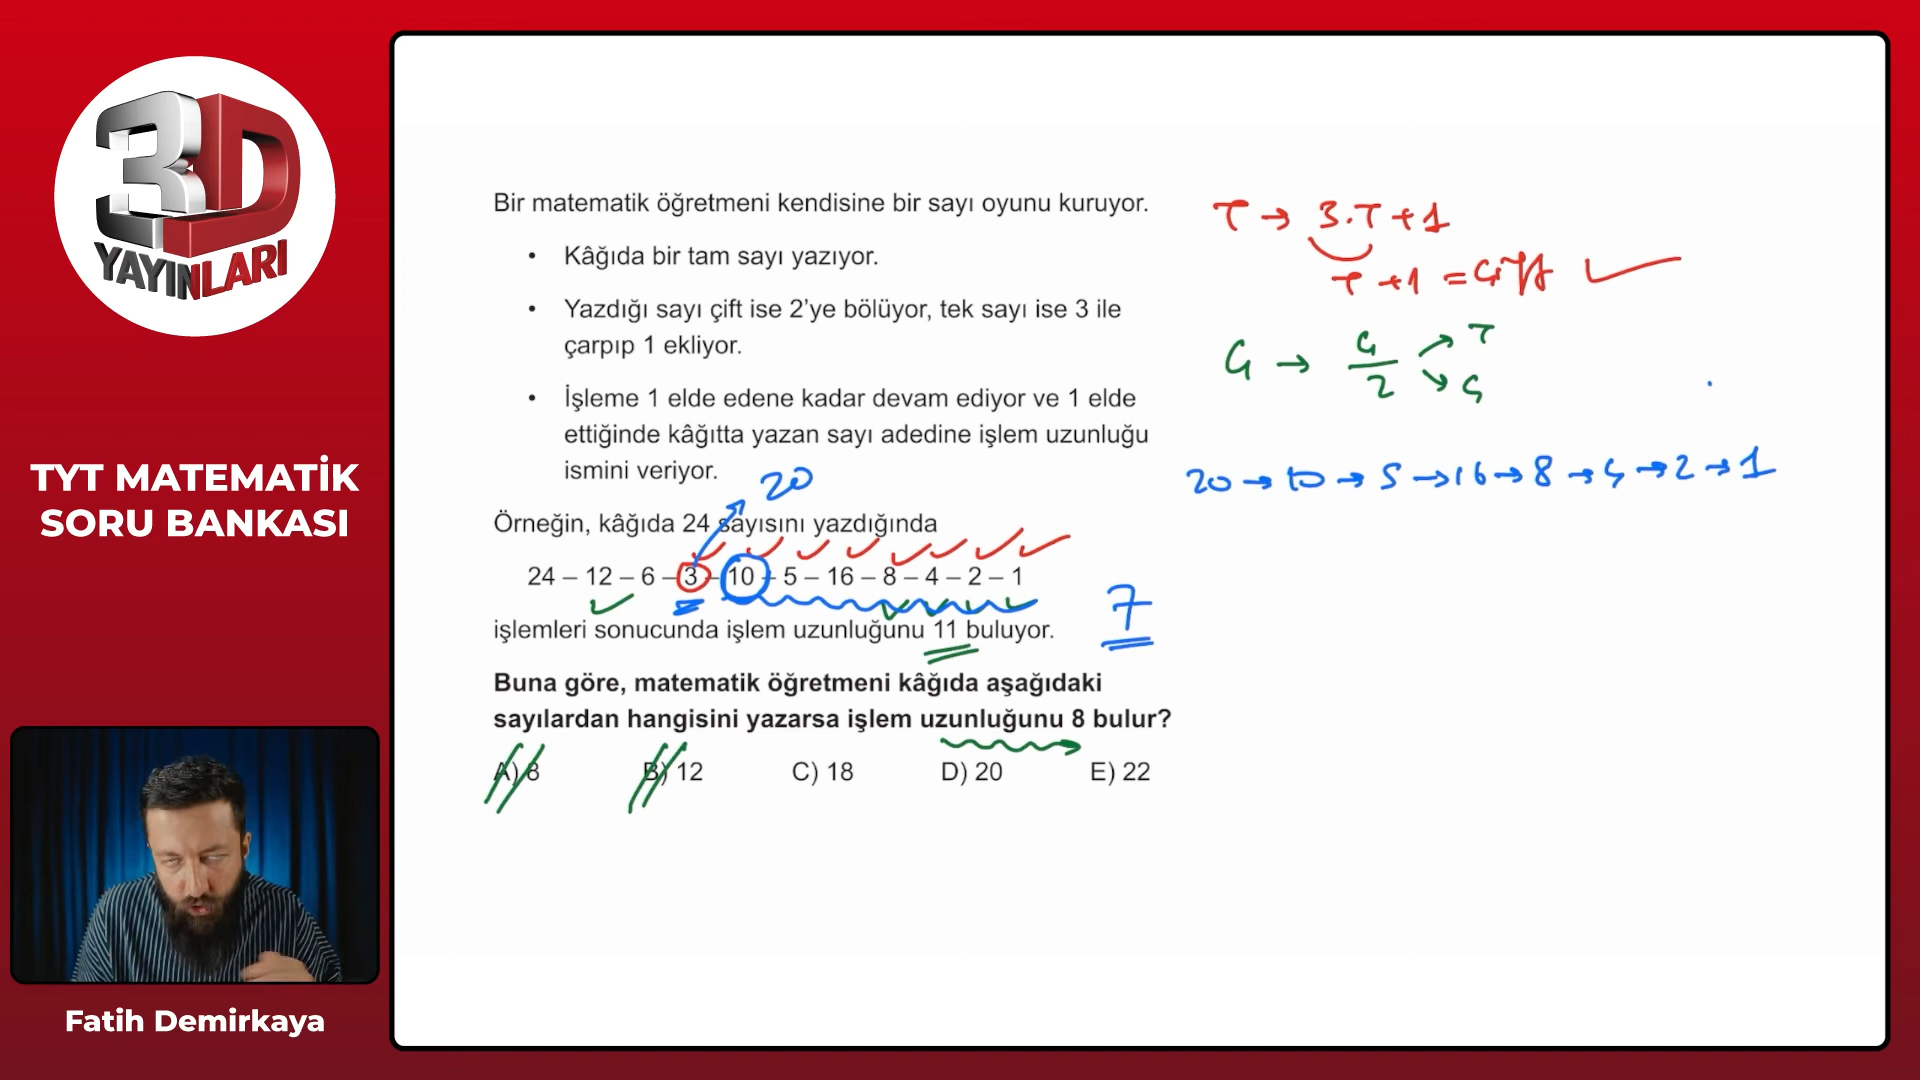 3D
YAYINLARI
TYT MATEMATİK
SORU BANKASI
Fatih Demirkaya
Bir matematik öğretmeni kendisine bir sayı oyunu kuruyor.
• Kâğıda bir tam sayı yazıyor.
• Yazdığı sayı çift ise 2'ye bölüyor, tek sayı ise 3 ile
çarpıp 1 ekliyor.
• İşleme 1 elde edene kadar devam ediyor ve 1 elde
ettiğinde kâğıtta yazan sayı adedine işlem uzunluğu
ismini veriyor.
20
Örneğin, kâğıda 24 sayısını yazdığında
24 – 12 – 6 – 3 – 10 – 5 – 16 – 8 – 4 – 2 – 1
işlemleri sonucunda işlem uzunluğunu 11 buluyor.
7
Buna göre, matematik öğretmeni kâğıda aşağıdaki
sayılardan hangisini yazarsa işlem uzunluğunu 8 bulur?
A) 8 B) 12 C) 18 D) 20 E) 22
T → 3.T + 1
T + 1 = Çift
Ç → Ç/2 T
Ç
20 → 10 → 5 → 16 → 8 → 4 → 2 → 1